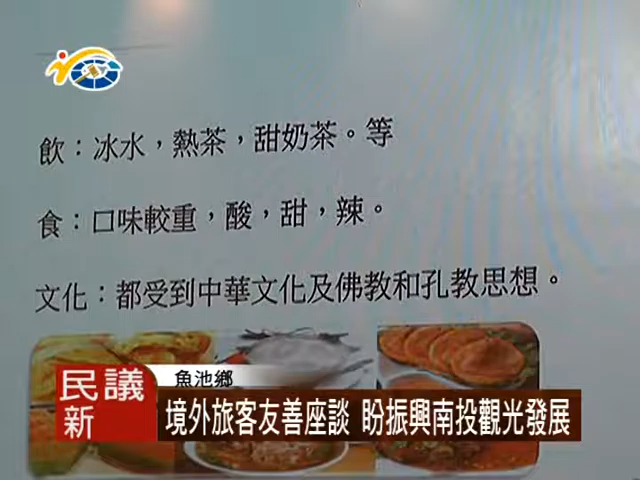 飲：冰水，熱茶，甜奶茶。等
食：口味較重，酸，甜，辣。
文化：都受到中華文化及佛教和孔教思想。
民議
新
魚池鄉
境外旅客友善座談 盼振興南投觀光發展